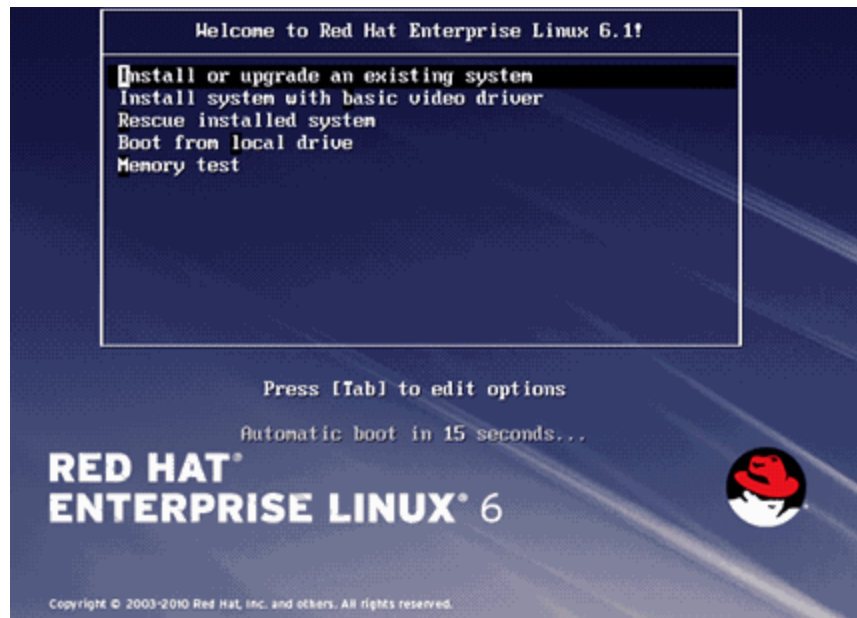 Welcome to Red Hat Enterprise Linux 6.1!
Install or upgrade an existing system
Install system with basic video driver
Rescue installed system
Boot from local drive
Memory test
Press [Tab] to edit options
Automatic boot in 15 seconds...
RED HAT®
ENTERPRISE LINUX® 6
Copyright © 2003-2010 Red Hat, Inc. and others. All rights reserved.